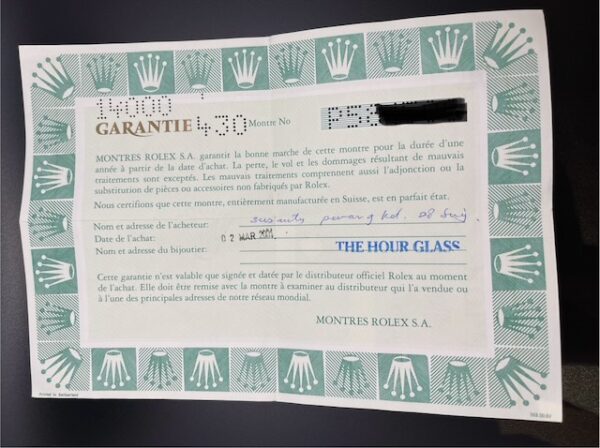 14000
GARANTIE 430 Montre No P58
MONTRES ROLEX S.A. garantit la bonne marche de cette montre pour la durée d'une
année à partir de la date d'achat. La perte, le vol et les dommages résultant de mauvais
traitements sont exceptés. Les mauvais traitements comprennent aussi l'adjonction ou la
substitution de pièces ou accessoires non fabriqués par Rolex.
Nous certifions que cette montre, entièrement manufacturée en Suisse, est en parfait état.
Nom et adresse de l'acheteur:
Date de l'achat: 02 MAR 2001
Nom et adresse du bijoutier: THE HOUR GLASS
Cette garantie n'est valable que signée et datée par le distributeur officiel Rolex au moment
de l'achat. Elle doit être remise avec la montre à examiner au distributeur qui l'a vendue ou
à l'une des principales adresses de notre réseau mondial.
MONTRES ROLEX S.A.
Printed in Switzerland